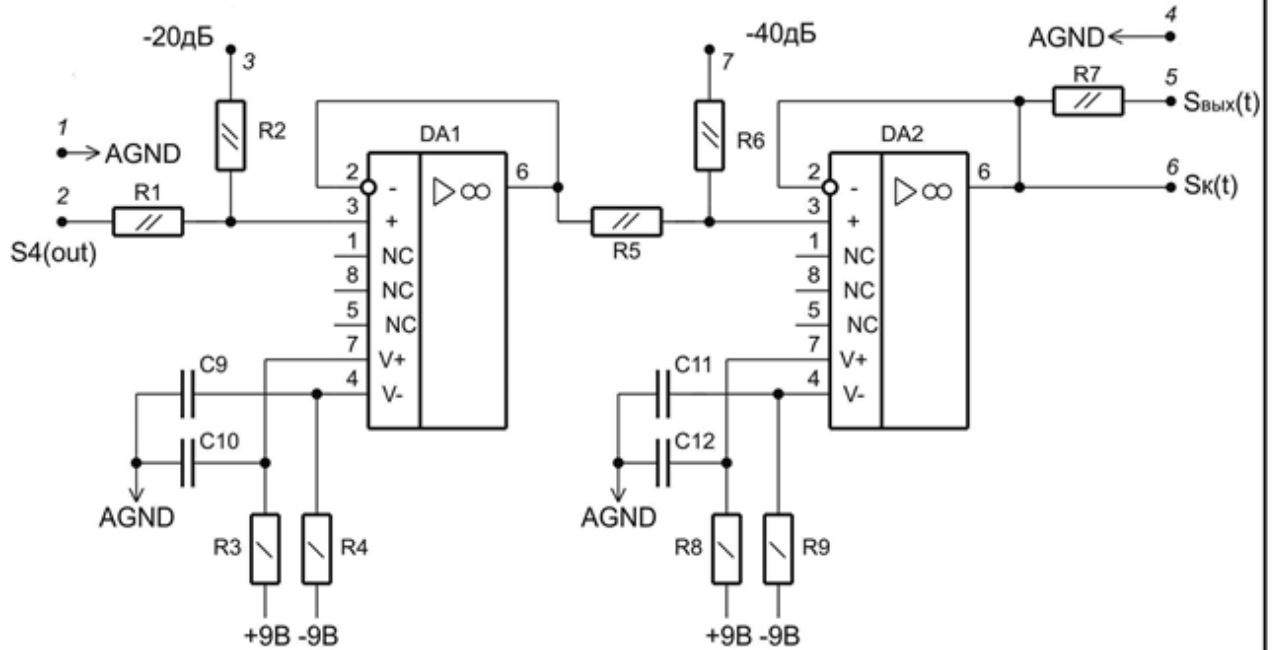 -20дБ
3
-40дБ
7
AGND
4
R7
5
Sвых(t)
1
AGND
R2
DA1
R6
DA2
2
R1
S4(out)
2
-
▷∞
6
3
+
1
NC
8
NC
5
NC
7
V+
4
V-
R5
2
-
▷∞
6
3
+
1
NC
8
NC
5
NC
7
V+
4
V-
6
Sк(t)
C9
C10
AGND
R3
R4
+9В -9В
C11
C12
AGND
R8
R9
+9В -9В